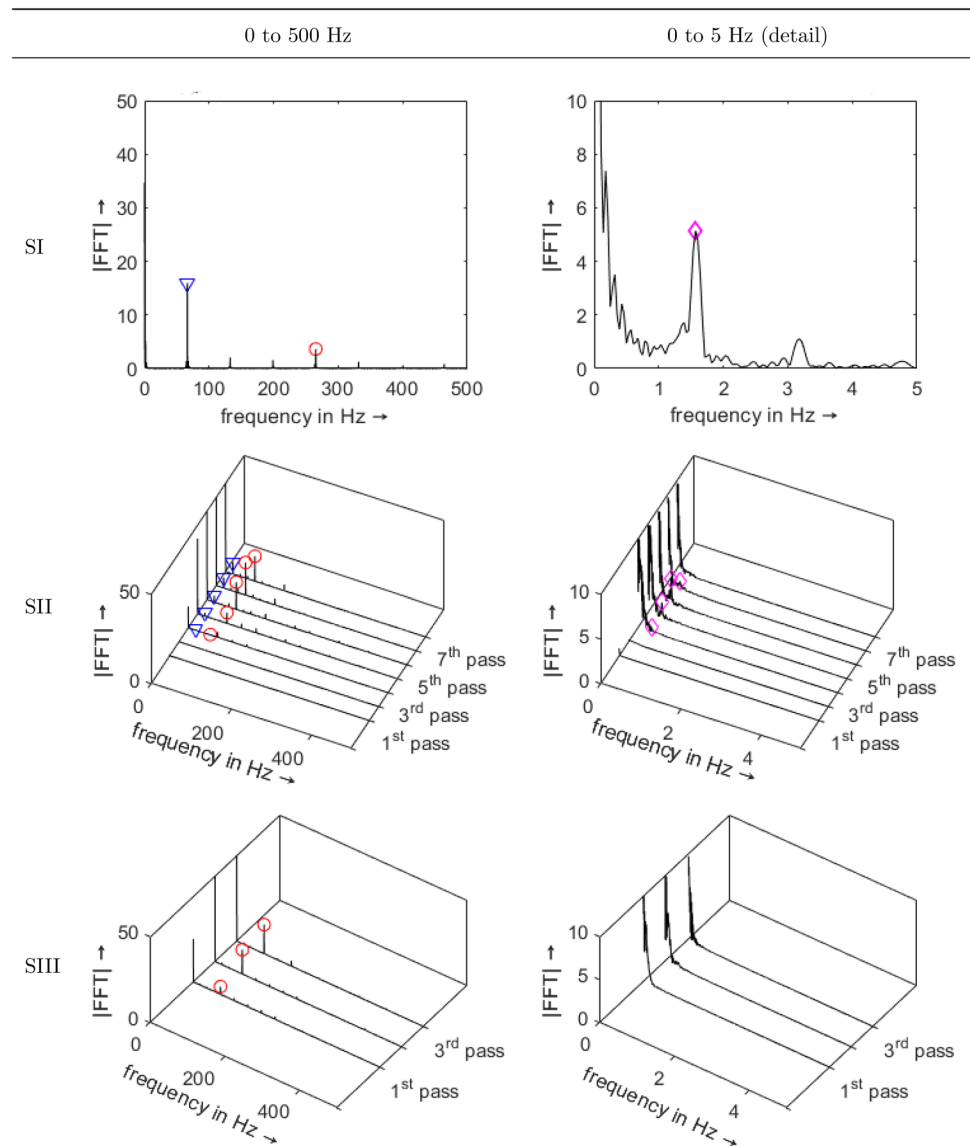 0 to 500 Hz 0 to 5 Hz (detail)
SI
50
40
30
20
10
0
|FFT| →
0 100 200 300 400 500
frequency in Hz →
10
8
6
4
2
0
|FFT| →
0 1 2 3 4 5
frequency in Hz →
SII
50
0
|FFT| →
0
200
400
frequency in Hz →
7th pass
5th pass
3rd pass
1st pass
10
5
0
|FFT| →
0
2
4
frequency in Hz →
7th pass
5th pass
3rd pass
1st pass
SIII
50
0
|FFT| →
0
200
400
frequency in Hz →
3rd pass
1st pass
10
5
0
|FFT| →
0
2
4
frequency in Hz →
3rd pass
1st pass